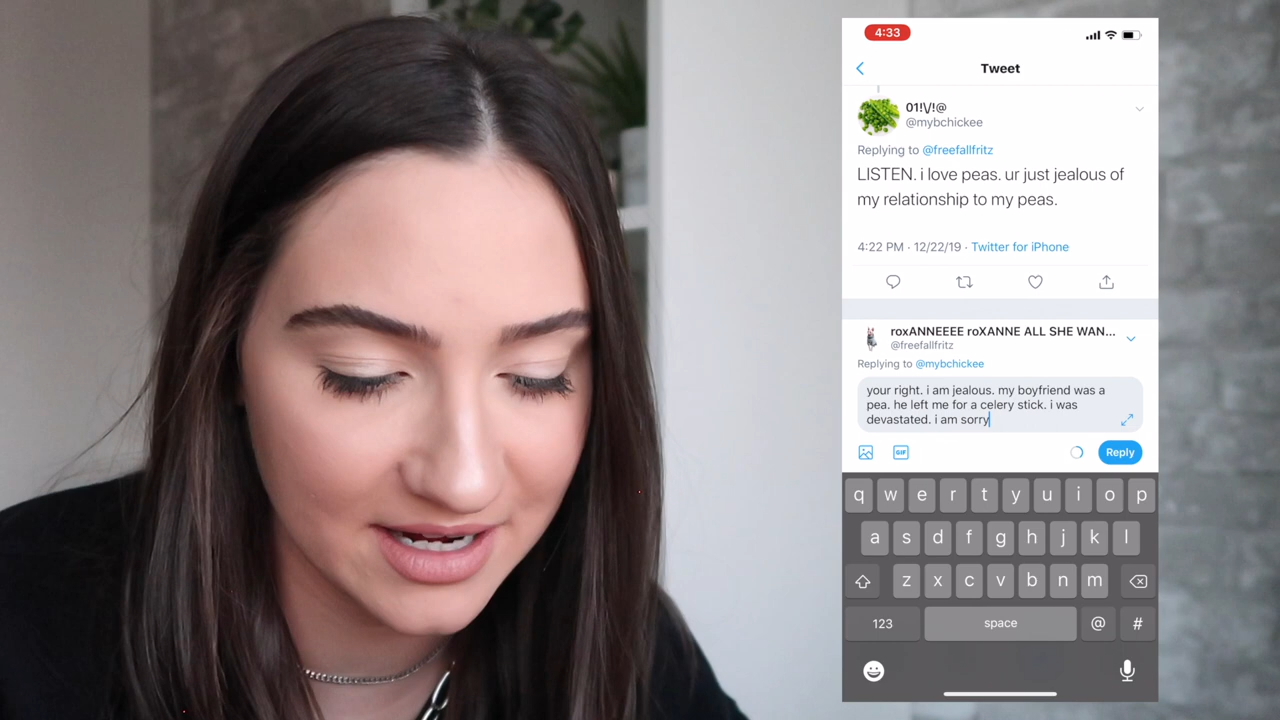 4:33
Tweet
01!\/!@
@mybchickee
Replying to @freefallfritz
LISTEN. i love peas. ur just jealous of
my relationship to my peas.
4:22 PM · 12/22/19 · Twitter for iPhone
roxANNEEEE roXANNE ALL SHE WAN...
@freefallfritz
Replying to @mybchickee
your right. i am jealous. my boyfriend was a
pea. he left me for a celery stick. i was
devastated. i am sorry
GIF
Reply
q w e r t y u i o p
a s d f g h j k l
z x c v b n m
123 space @ #